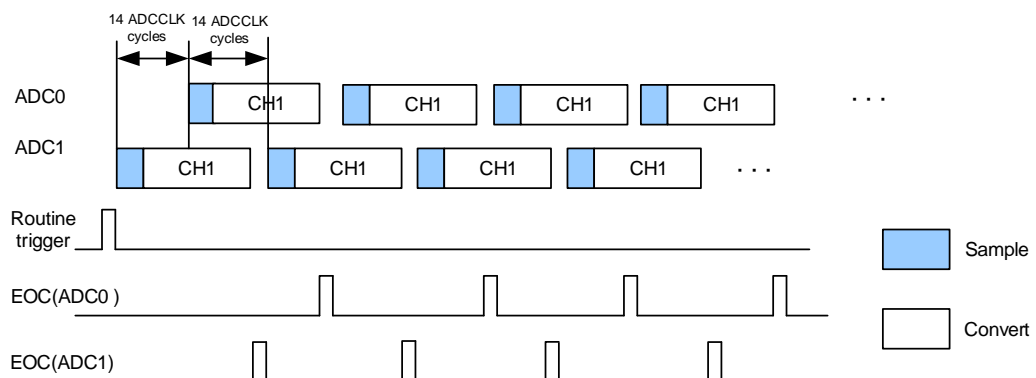 14 ADCCLK
cycles
14 ADCCLK
cycles
ADC0
CH1
CH1
CH1
CH1
. . .
ADC1
CH1
CH1
CH1
CH1
. . .
Routine
trigger
Sample
EOC(ADC0 )
Convert
EOC(ADC1)